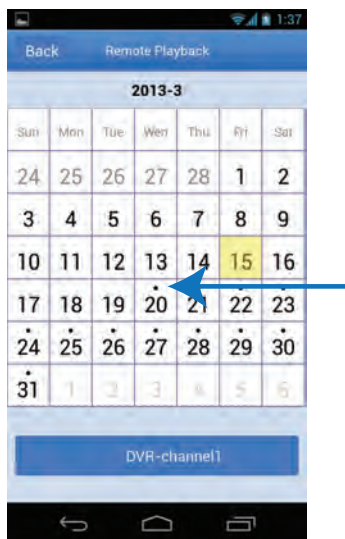 1:37
Back Remote Playback
2013-3
Sun Mon Tue Wen Thu Fri Sat
24 25 26 27 28 1 2
3 4 5 6 7 8 9
10 11 12 13 14 15 16
17 18 19 20 21 22 23
24 25 26 27 28 29 30
31 1 2 3 4 5 6
DVR-channel1